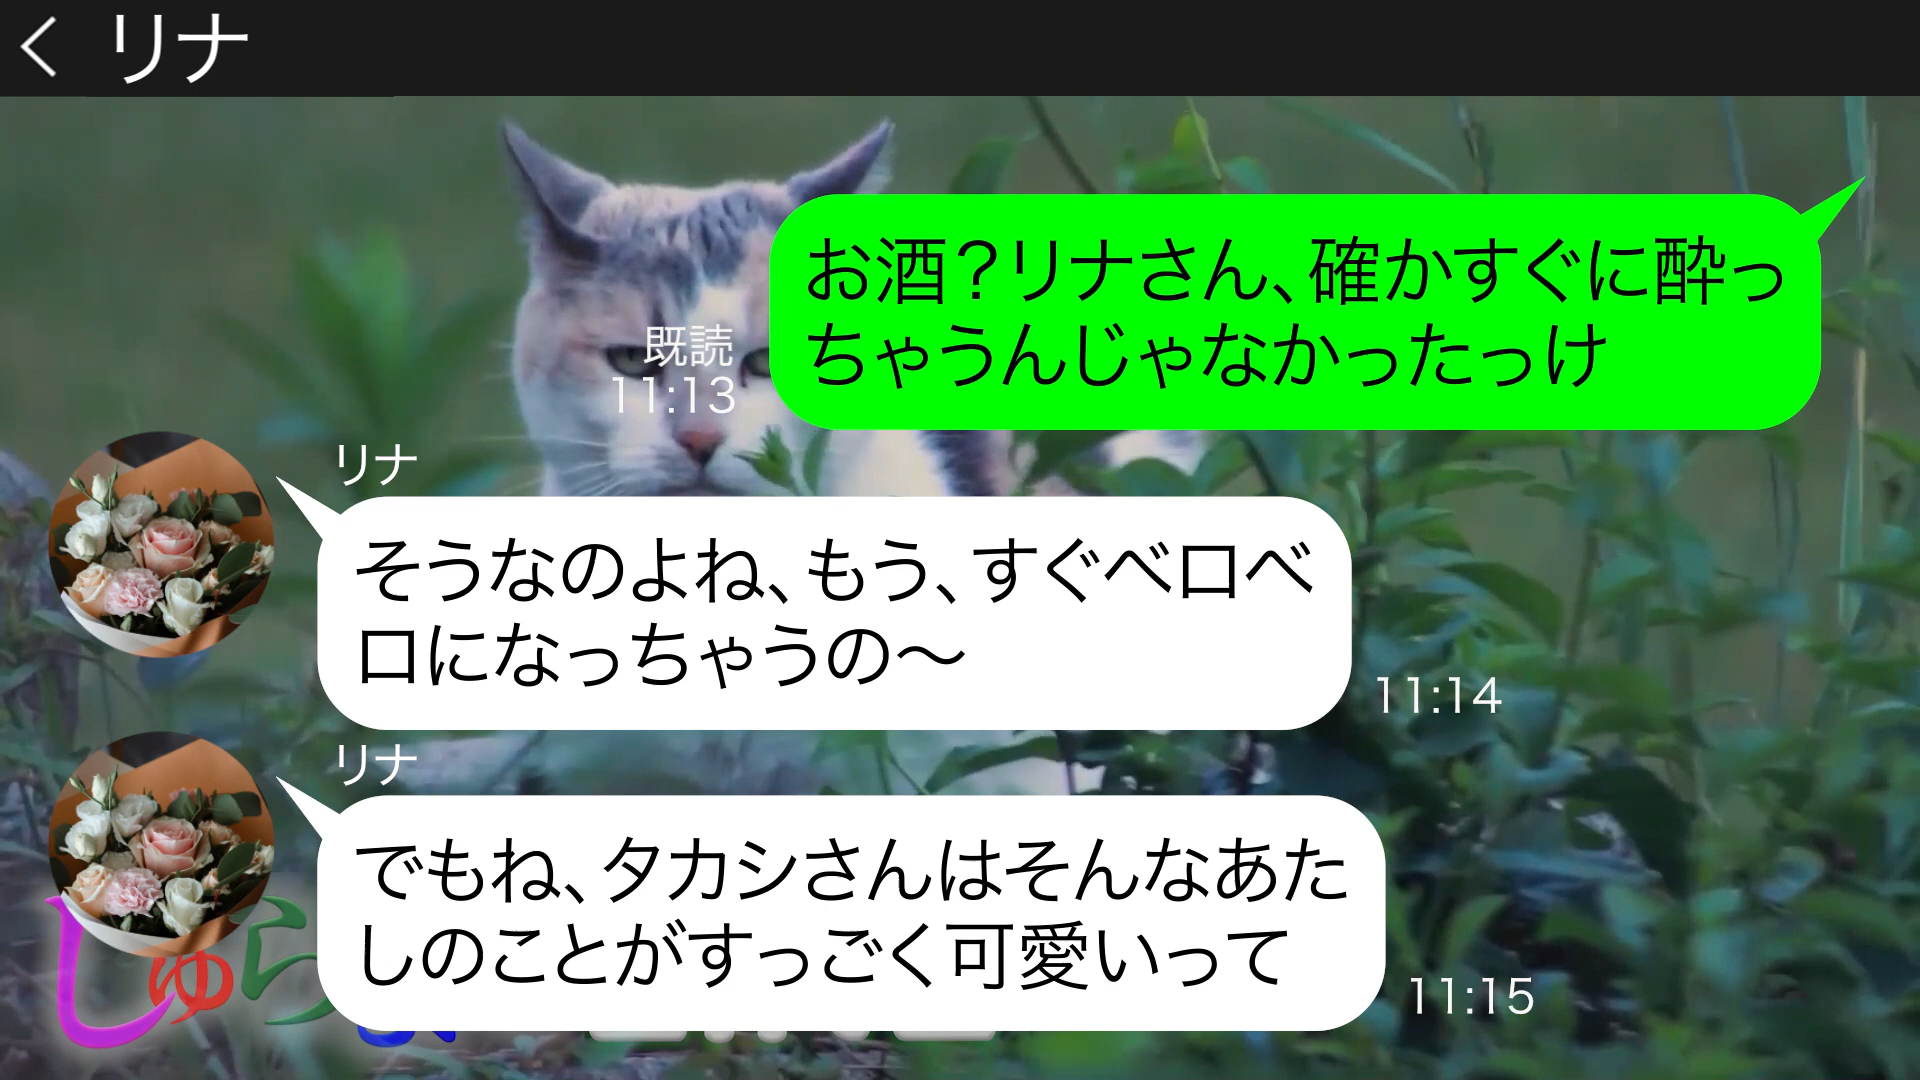 リナ
お酒？リナさん、確かすぐに酔っ
ちゃうんじゃなかったっけ
既読
11:13
リナ
そうなのよね、もう、すぐベロベ
ロになっちゃうの〜
11:14
リナ
でもね、タカシさんはそんなあた
しのことがすっごく可愛いって
11:15
しゅら